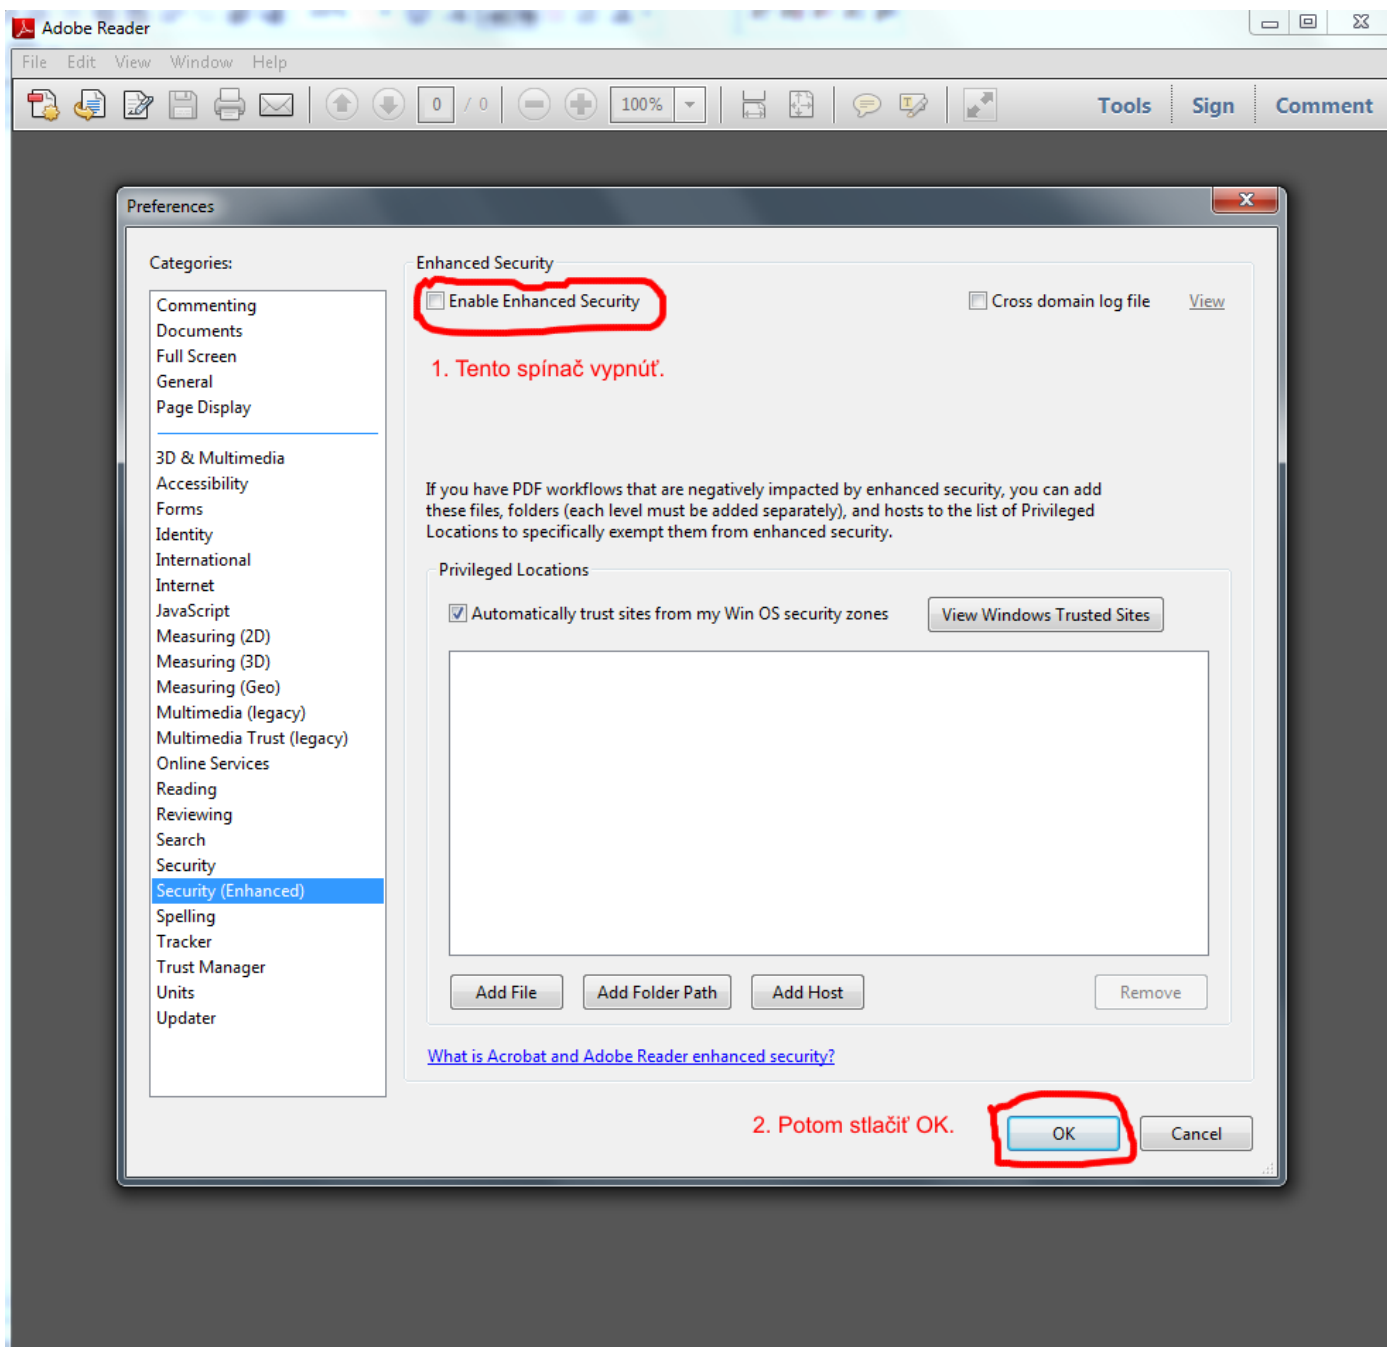 Adobe Reader
File Edit View Window Help
0 / 0 100% Tools Sign Comment
Preferences
Categories:
Commenting
Documents
Full Screen
General
Page Display
3D & Multimedia
Accessibility
Forms
Identity
International
Internet
JavaScript
Measuring (2D)
Measuring (3D)
Measuring (Geo)
Multimedia (legacy)
Multimedia Trust (legacy)
Online Services
Reading
Reviewing
Search
Security
Security (Enhanced)
Spelling
Tracker
Trust Manager
Units
Updater
Enhanced Security
Enable Enhanced Security
Cross domain log file View
1. Tento spínač vypnúť.
If you have PDF workflows that are negatively impacted by enhanced security, you can add
these files, folders (each level must be added separately), and hosts to the list of Privileged
Locations to specifically exempt them from enhanced security.
Privileged Locations
Automatically trust sites from my Win OS security zones
View Windows Trusted Sites
Add File Add Folder Path Add Host Remove
What is Acrobat and Adobe Reader enhanced security?
2. Potom stlačiť OK.
OK Cancel